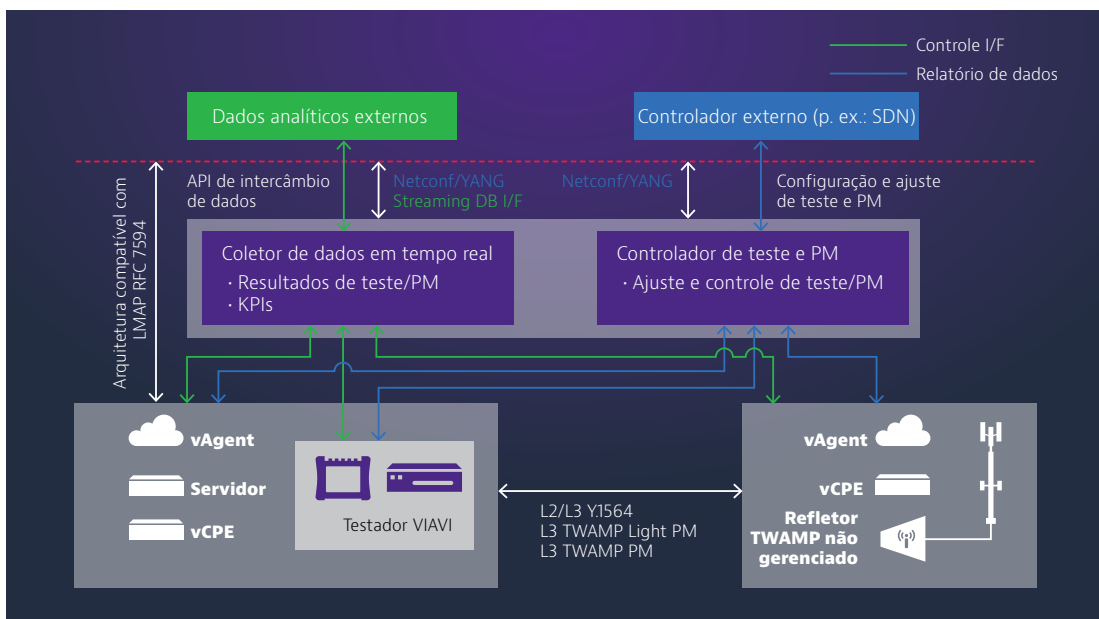 Controle I/F
Relatório de dados
Dados analíticos externos
Controlador externo (p. ex.: SDN)
API de intercâmbio
de dados
Netconf/YANG
Streaming DB I/F
Netconf/YANG
Configuração e ajuste
de teste e PM
Arquitetura compatível com
LMAP RFC 7594
Coletor de dados em tempo real
· Resultados de teste/PM
· KPIs
Controlador de teste e PM
· Ajuste e controle de teste/PM
vAgent
Servidor
vCPE
Testador VIAVI
L2/L3 Y.1564
L3 TWAMP Light PM
L3 TWAMP PM
vAgent
vCPE
Refletor
TWAMP não
gerenciado